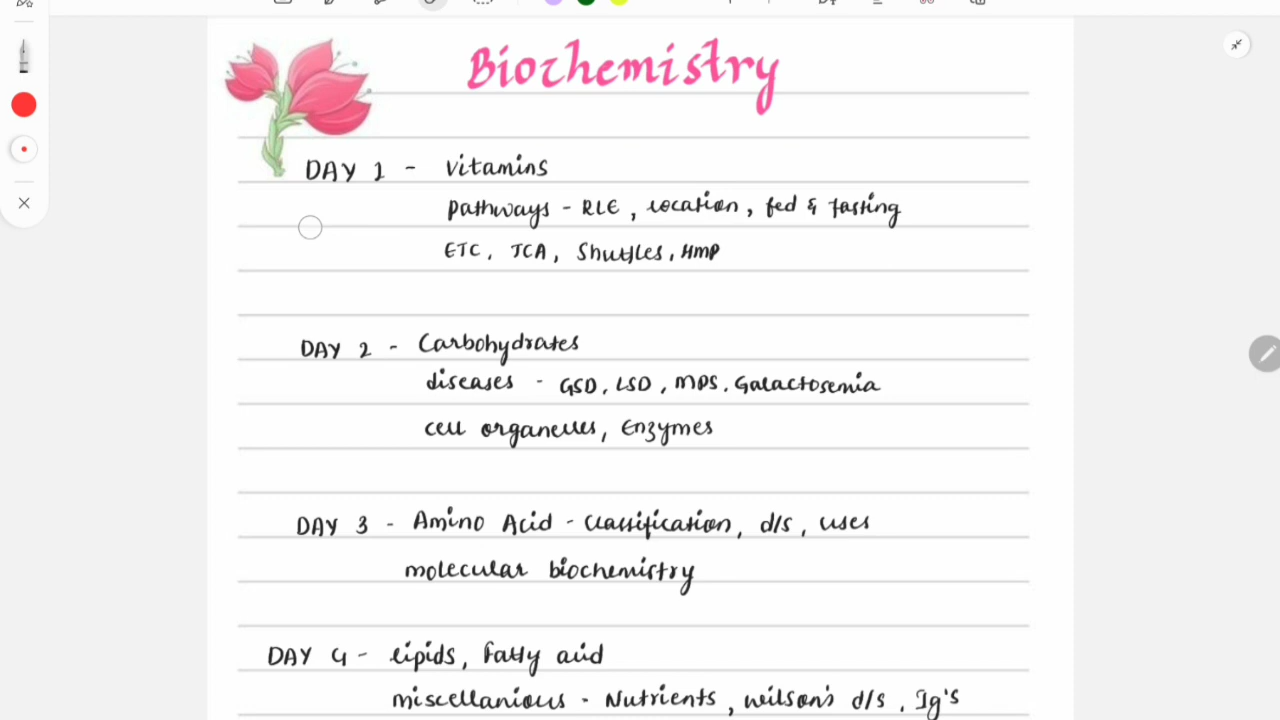 Biochemistry
DAY 1 - Vitamins
Pathways - RLE, location, fed & fasting
ETC, TCA, Shuttles, HMP
DAY 2 - Carbohydrates
diseases - GSD, LSD, MPS, Galactosemia
cell organelles, Enzymes
DAY 3 - Amino Acid - classification, d/s, uses
molecular biochemistry
DAY 4 - lipids, Fatty acid
miscellanious - Nutrients, wilson's d/s, Ig's